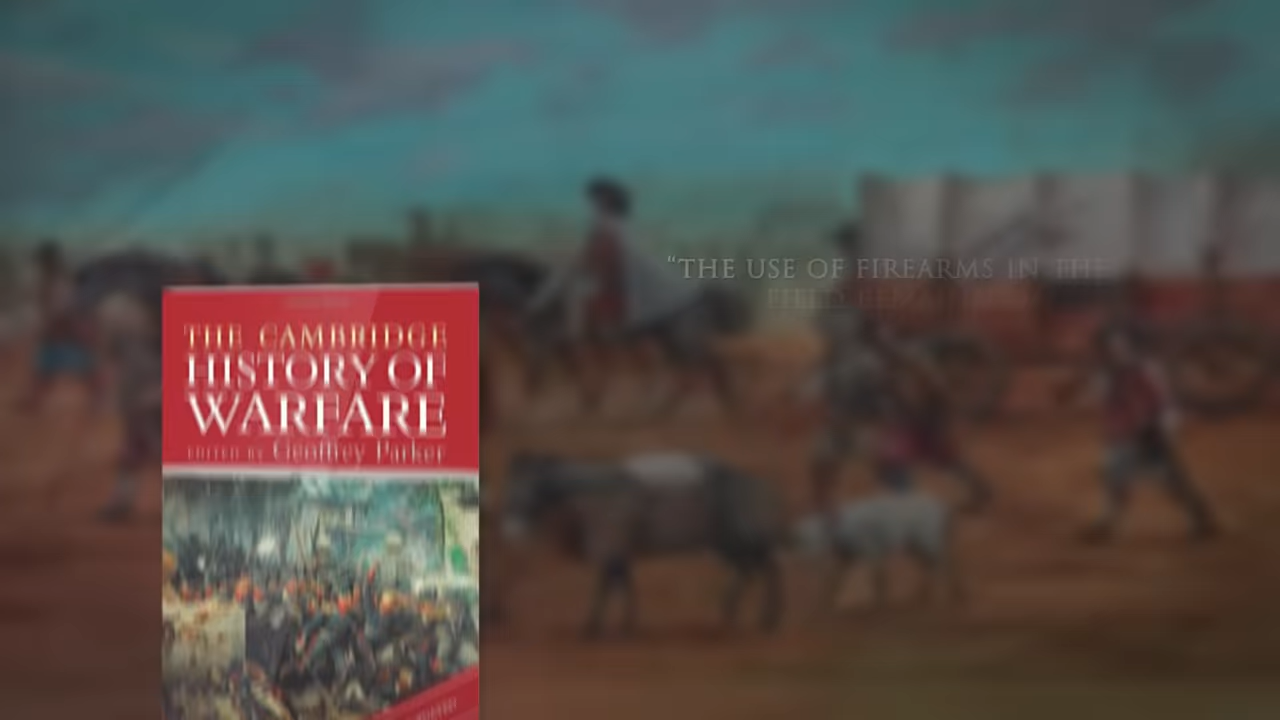 THE CAMBRIDGE
HISTORY OF
WARFARE
EDITED BY Geoffrey Parker
“THE USE OF FIREARMS IN THE